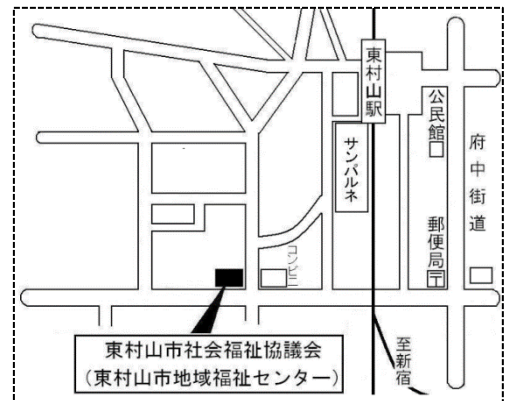 東村山駅
公民館
サンパルネ
府中街道
コンビニ
郵便局
〒
至新宿
東村山市社会福祉協議会
（東村山市地域福祉センター）